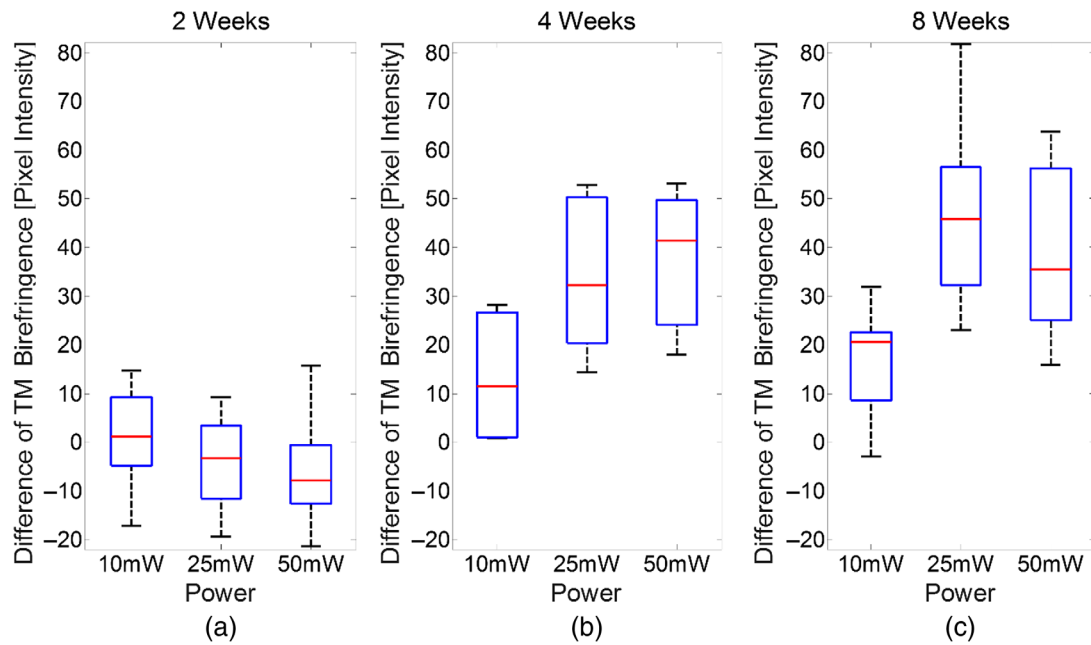 2 Weeks
4 Weeks
8 Weeks
Difference of TM Birefringence [Pixel Intensity]
80
70
60
50
40
30
20
10
0
−10
−20
10mW 25mW 50mW
Power
(a)
Difference of TM Birefringence [Pixel Intensity]
80
70
60
50
40
30
20
10
0
−10
−20
10mW 25mW 50mW
Power
(b)
Difference of TM Birefringence [Pixel Intensity]
80
70
60
50
40
30
20
10
0
−10
−20
10mW 25mW 50mW
Power
(c)